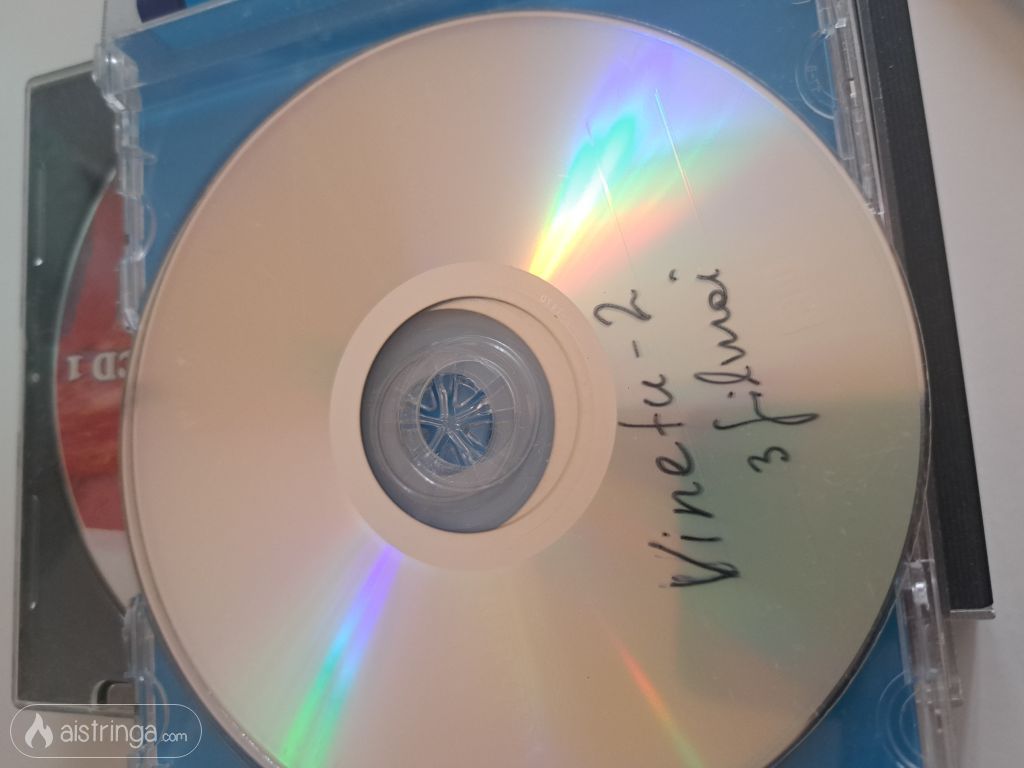 Vinetu-2
3 filmai
CD 1
aistringa.com